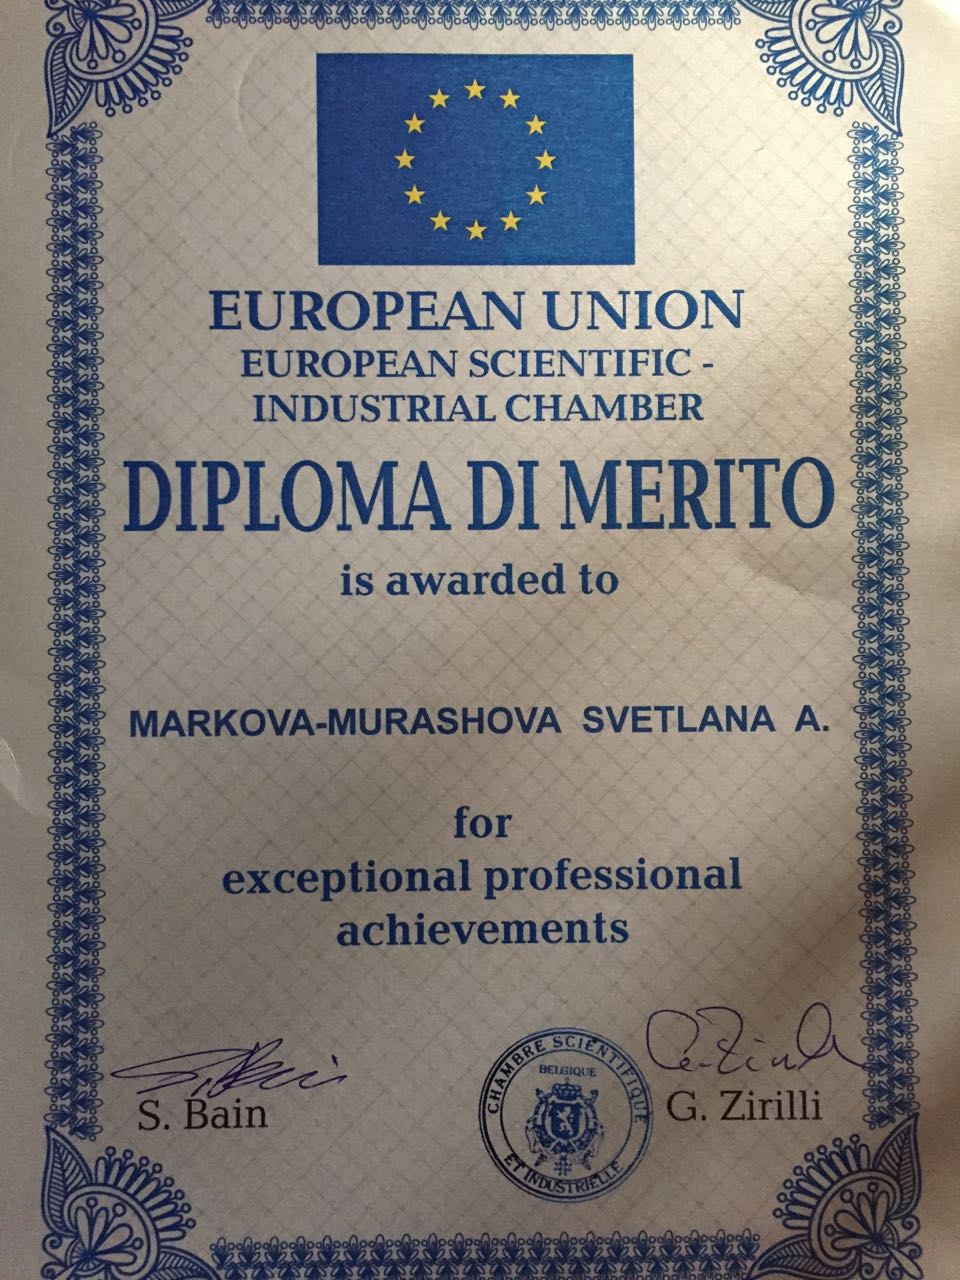 EUROPEAN UNION
EUROPEAN SCIENTIFIC -
INDUSTRIAL CHAMBER
DIPLOMA DI MERITO
is awarded to
MARKOVA-MURASHOVA SVETLANA A.
for
exceptional professional
achievements
S. Bain
CHAMBRE SCIENTIFIQUE
BELGIQUE
ET INDUSTRIELLE
G. Zirilli